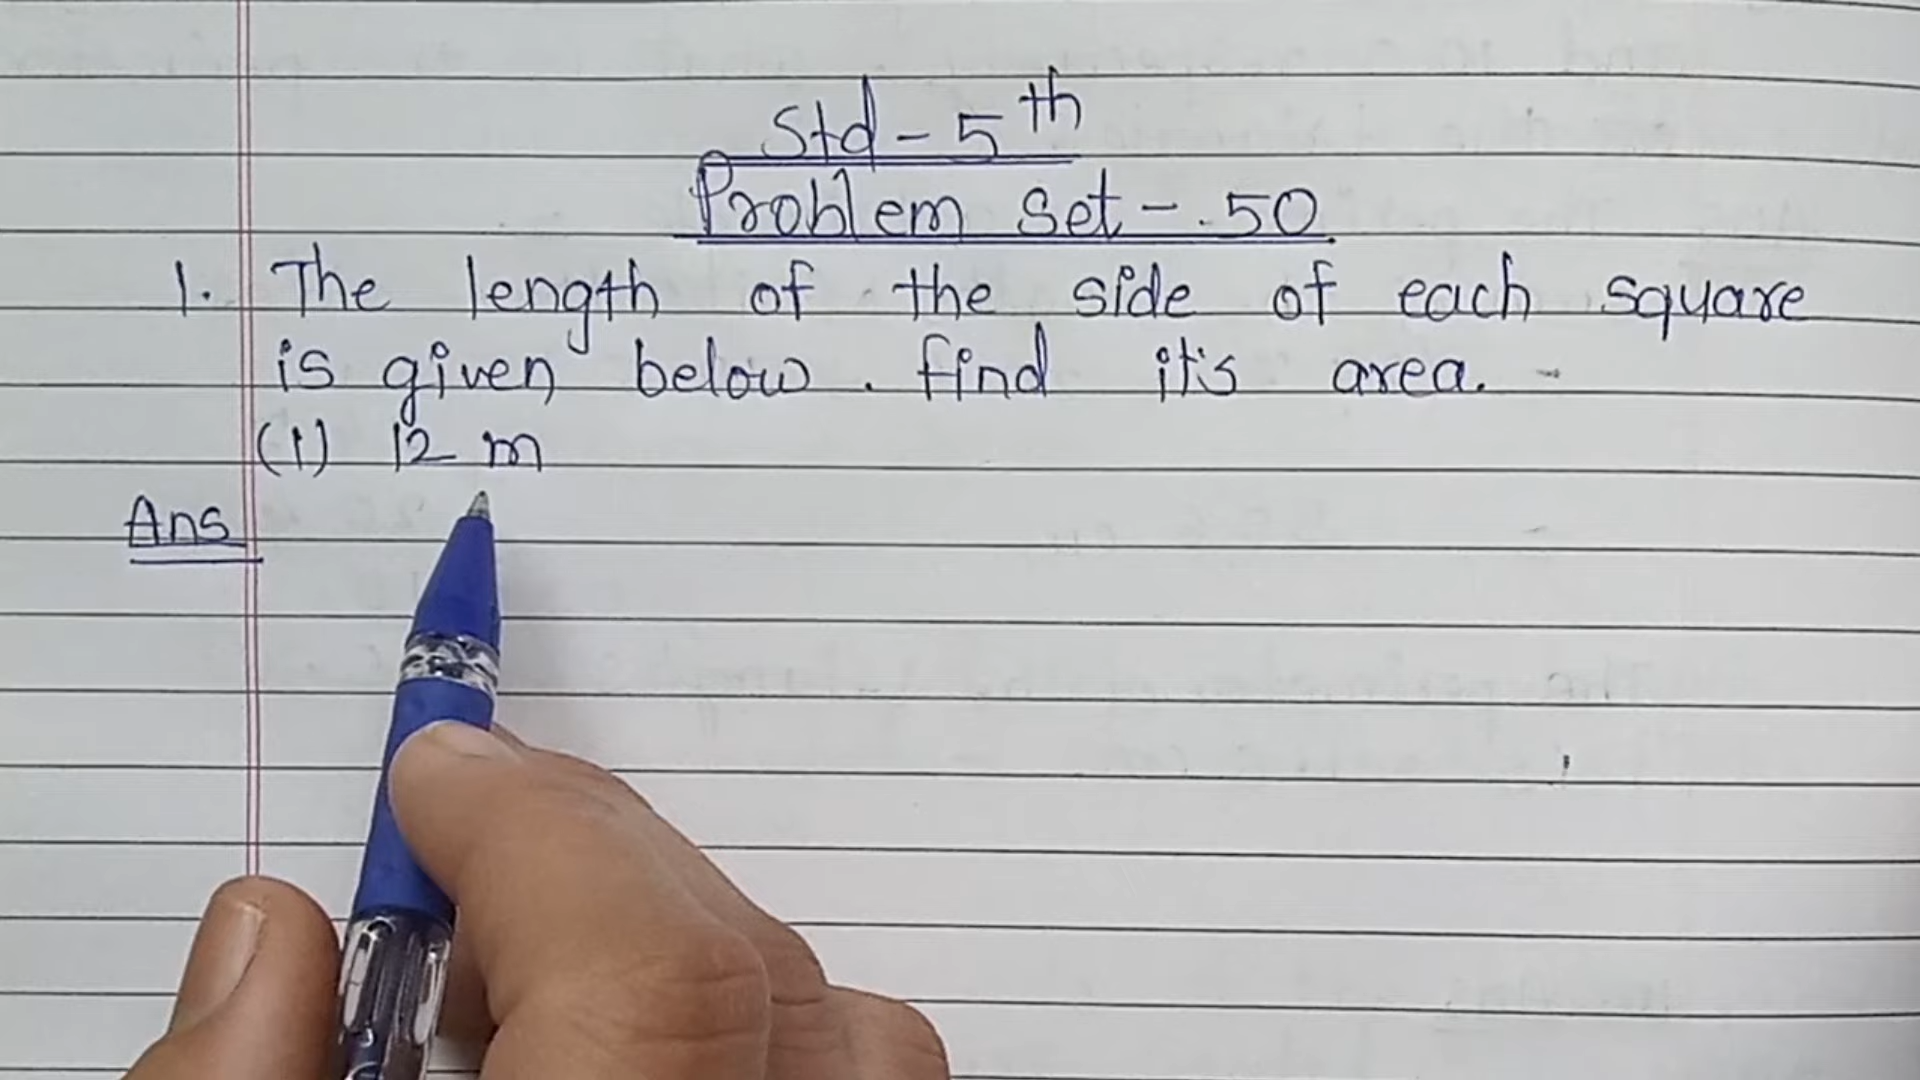 Std - 5th
Problem Set - 50
1. The length of the side of each square
is given below. find it's area.
(1) 12 m
Ans